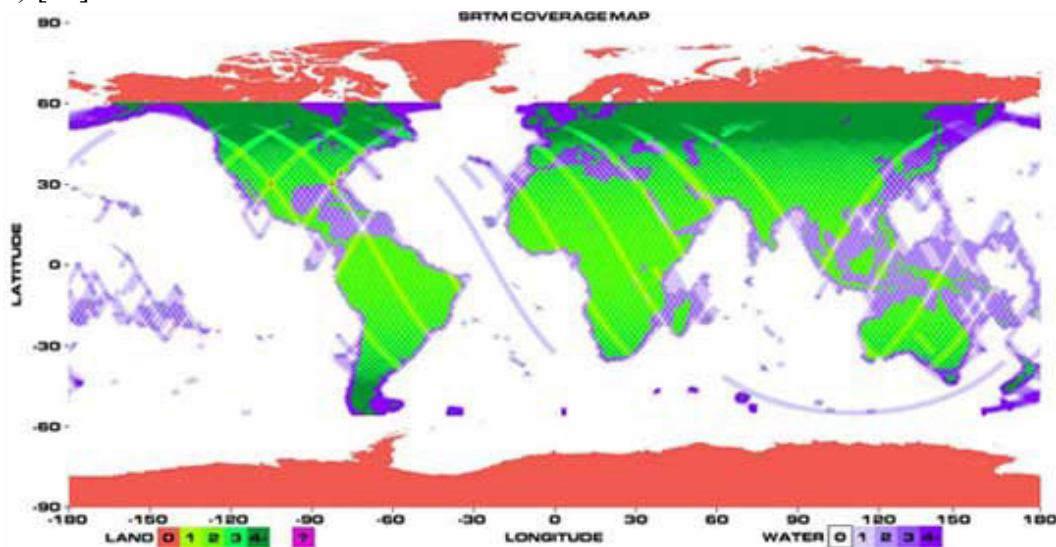 SRTM COVERAGE MAP
90
60
30
0
-30
-60
-90
LATITUDE
-180 -150 -120 -90 -60 -30 0 30 60 90 120 150 180
LAND 0 1 2 3 4 ? LONGITUDE WATER 0 1 2 3 4